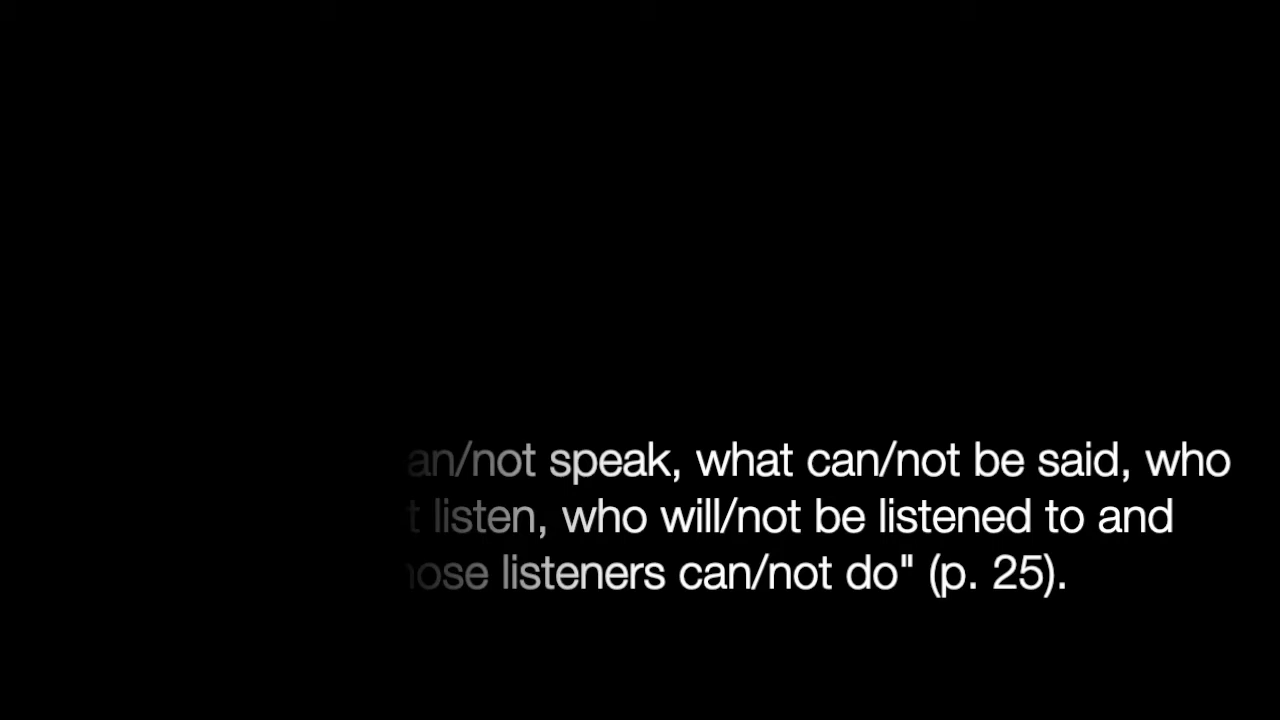 an/not speak, what can/not be said, who
t listen, who will/not be listened to and
hose listeners can/not do" (p. 25).